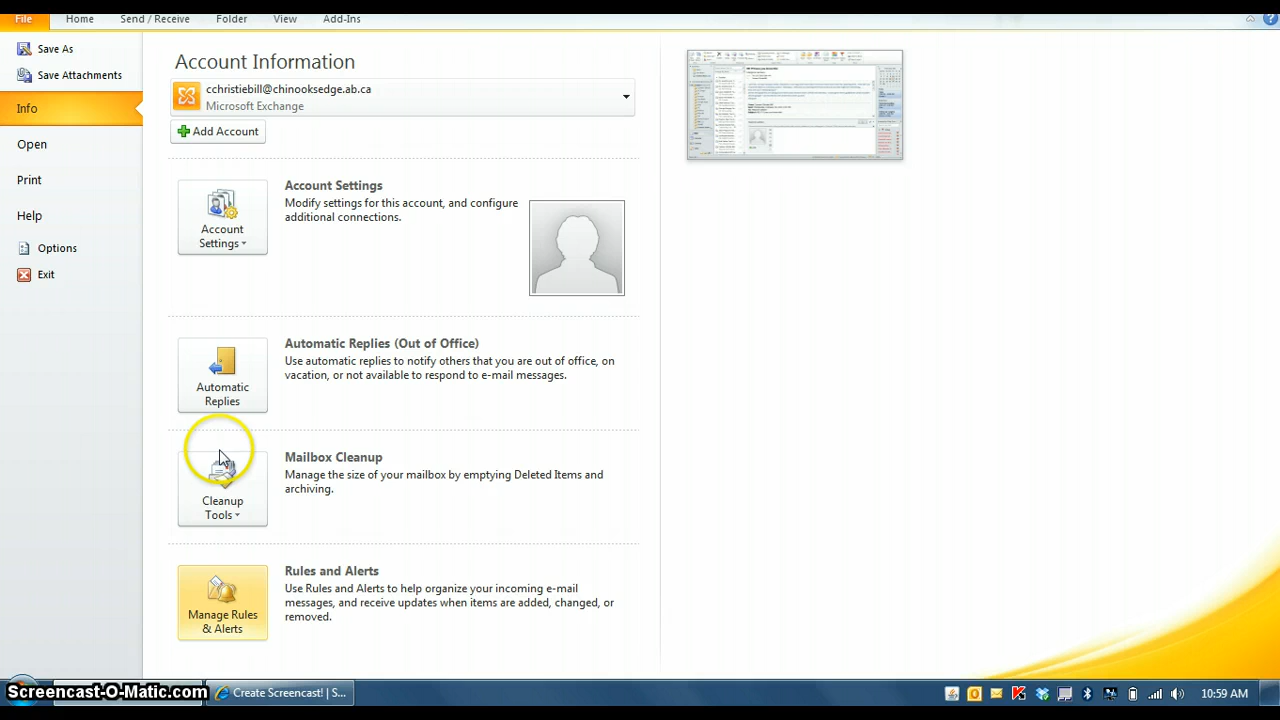 File Home Send / Receive Folder View Add-Ins
Save As
Save Attachments
Info
Open
Print
Help
Options
Exit
Account Information
christiebill@chinooksedge.ab.ca
Microsoft Exchange
Add Account
Account
Settings
Account Settings
Modify settings for this account, and configure
additional connections.
Automatic
Replies
Automatic Replies (Out of Office)
Use automatic replies to notify others that you are out of office, on
vacation, or not available to respond to e-mail messages.
Cleanup
Tools
Mailbox Cleanup
Manage the size of your mailbox by emptying Deleted Items and
archiving.
Manage Rules
& Alerts
Rules and Alerts
Use Rules and Alerts to help organize your incoming e-mail
messages, and receive updates when items are added, changed, or
removed.
Screencast-O-Matic.com
Create Screencast! | S...
10:59 AM